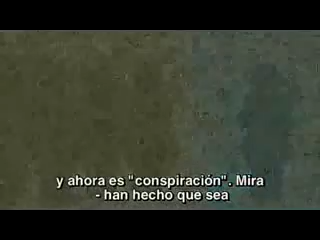 y ahora es "conspiración". Mira
- han hecho que sea